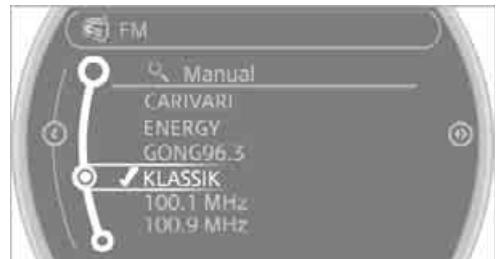 FM
Manual
CARIVARI
ENERGY
GONG96.3
KLASSIK
100.1 MHz
100.9 MHz